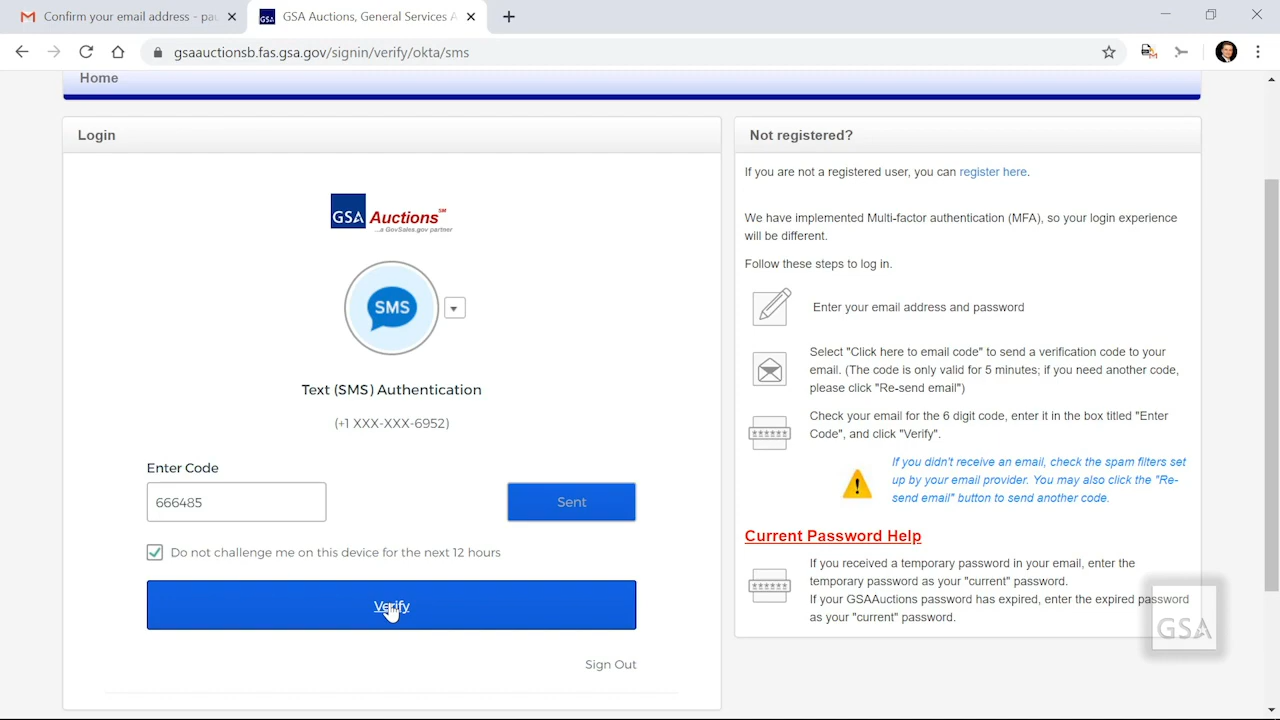 Confirm your email address - pau
GSA Auctions, General Services A
gsaauctionsb.fas.gsa.gov/signin/verify/okta/sms
Home
Login
GSA Auctions SM
...a GovSales.gov partner
SMS
Text (SMS) Authentication
(+1 XXX-XXX-6952)
Enter Code
666485
Sent
Do not challenge me on this device for the next 12 hours
Verify
Sign Out
Not registered?
If you are not a registered user, you can register here.
We have implemented Multi-factor authentication (MFA), so your login experience
will be different.
Follow these steps to log in.
Enter your email address and password
Select "Click here to email code" to send a verification code to your
email. (The code is only valid for 5 minutes; if you need another code,
please click "Re-send email")
Check your email for the 6 digit code, enter it in the box titled "Enter
Code", and click "Verify".
If you didn't receive an email, check the spam filters set
up by your email provider. You may also click the "Re-
send email" button to send another code.
Current Password Help
If you received a temporary password in your email, enter the
temporary password as your "current" password.
If your GSAAuctions password has expired, enter the expired password
as your "current" password.
GSA